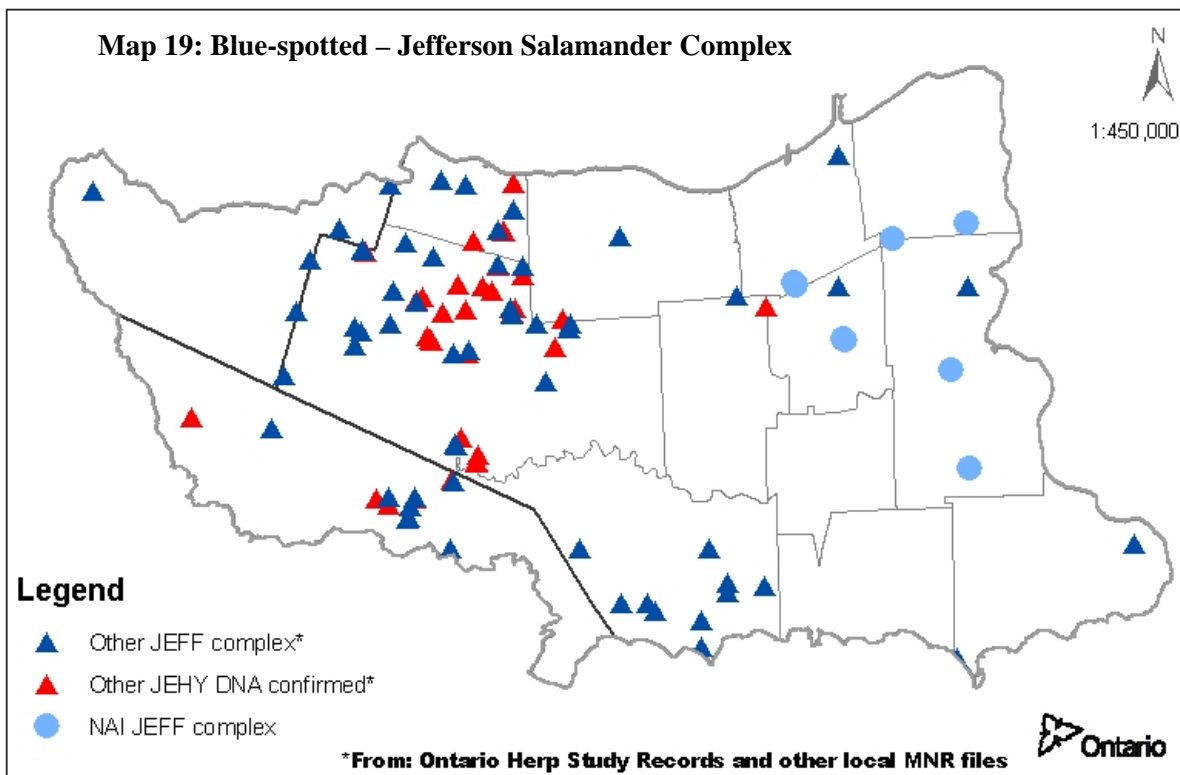 Map 19: Blue-spotted – Jefferson Salamander Complex
N
1:450,000
Legend
Other JEFF complex*
Other JEHY DNA confirmed*
NAI JEFF complex
*From: Ontario Herp Study Records and other local MNR files
Ontario